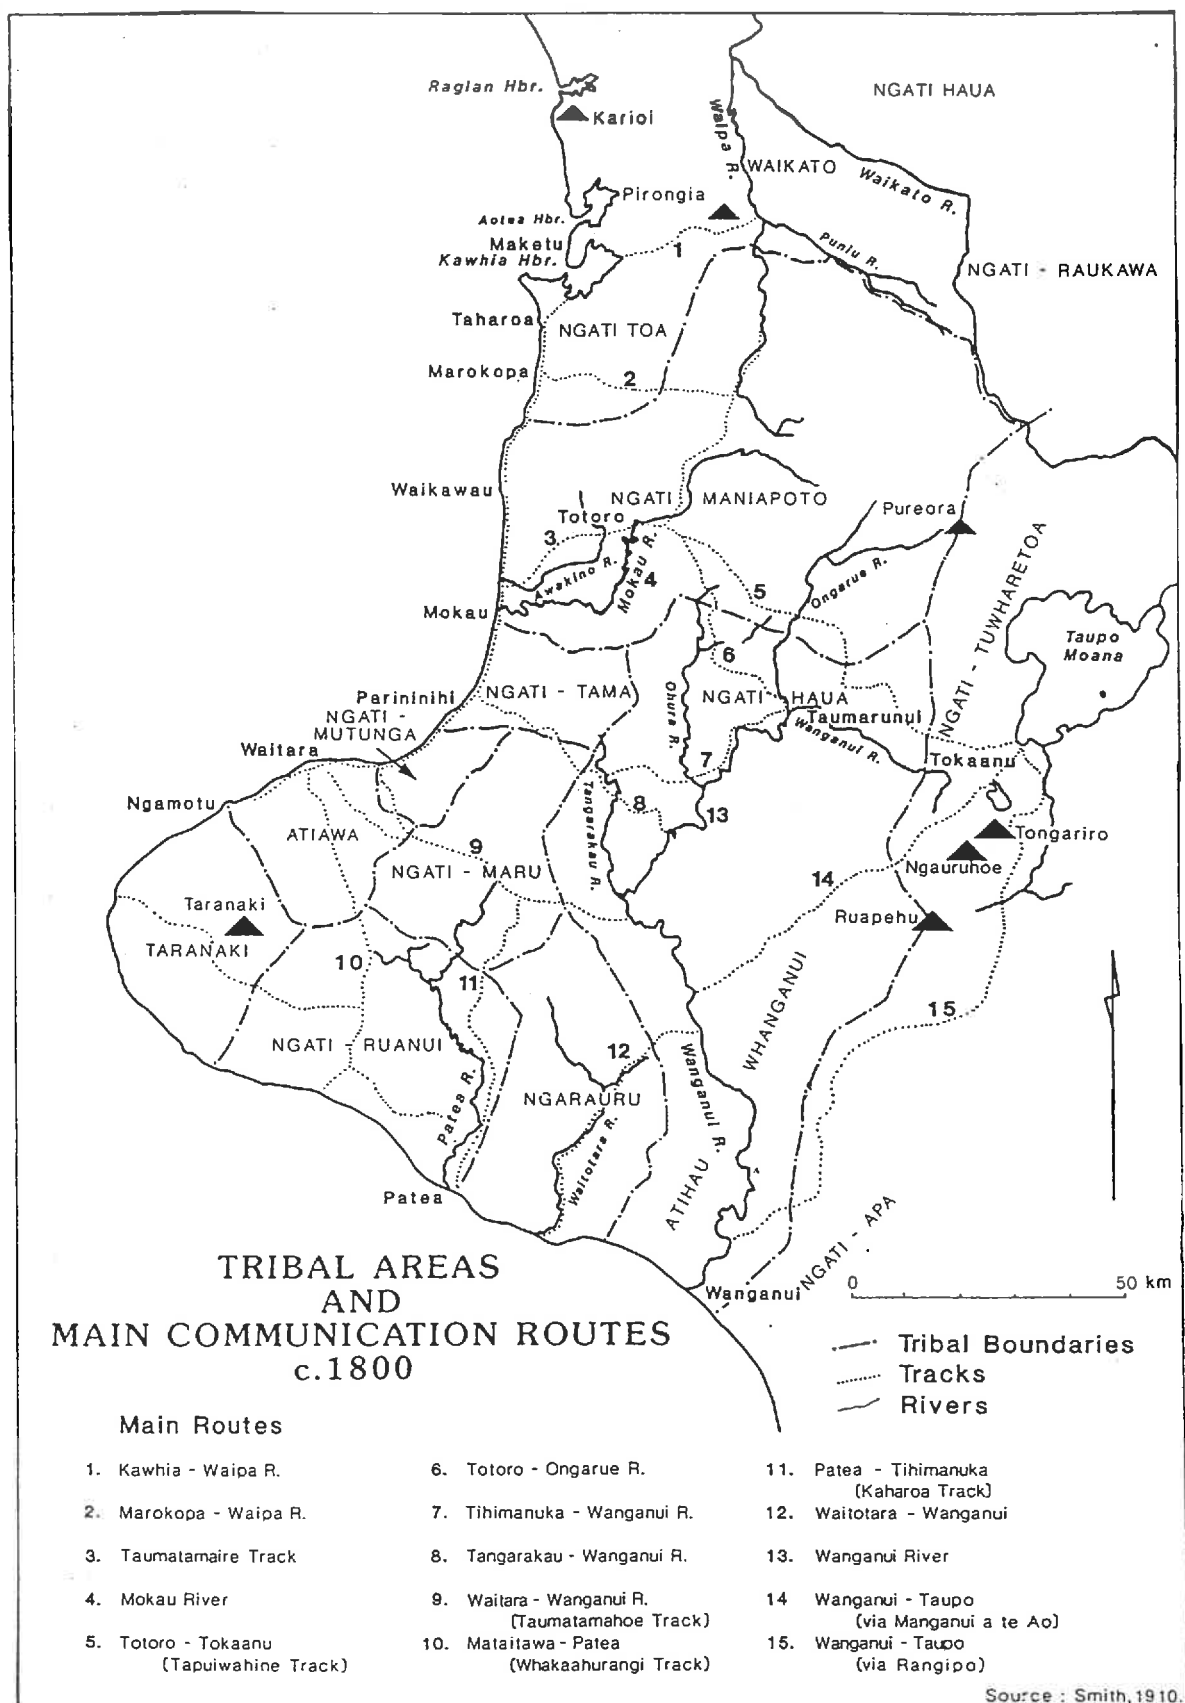 Raglan Hbr.
Karioi
NGATI HAUA
Waipa R.
WAIKATO
Waikato R.
Pirongia
Aotea Hbr.
Maketu
Kawhia Hbr.
1
Puniu R.
NGATI - RAUKAWA
Taharoa
NGATI TOA
Marokopa
2
Waikawau
NGATI MANIAPOTO
Totoro
Pureora
3
Awakino R.
Mokau R.
4
5
Ongarue R.
Mokau
NGATI - TUWHARETOA
Taupo
Moana
6
Parininihi
NGATI - TAMA
Ohura R.
NGATI - HAUA
NGATI -
MUTUNGA
Taumarunui
Wanganui R.
Waitara
7
Tokaanu
Ngamotu
Tangarakau R.
8
13
ATIAWA
9
Tongariro
NGATI - MARU
Ngauruhoe
14
Taranaki
Ruapehu
TARANAKI
10
11
WHANGANUI
15
NGATI - RUANUI
12
Wanganui R.
NGARAURU
Patea R.
Waitotara R.
ATIHAU
Patea
NGATI - APA
Wanganui
0 50 km
TRIBAL AREAS
AND
MAIN COMMUNICATION ROUTES
c.1800
Tribal Boundaries
Tracks
Rivers
Main Routes
1. Kawhia - Waipa R.
2. Marokopa - Waipa R.
3. Taumatamaire Track
4. Mokau River
5. Totoro - Tokaanu
(Tapuiwahine Track)
6. Totoro - Ongarue R.
7. Tihimanuka - Wanganui R.
8. Tangarakau - Wanganui R.
9. Waitara - Wanganui R.
(Taumatamahoe Track)
10. Mataitawa - Patea
(Whakaahurangi Track)
11. Patea - Tihimanuka
(Kaharoa Track)
12. Waitotara - Wanganui
13. Wanganui River
14 Wanganui - Taupo
(via Manganui a te Ao)
15. Wanganui - Taupo
(via Rangipo)
Source : Smith, 1910.